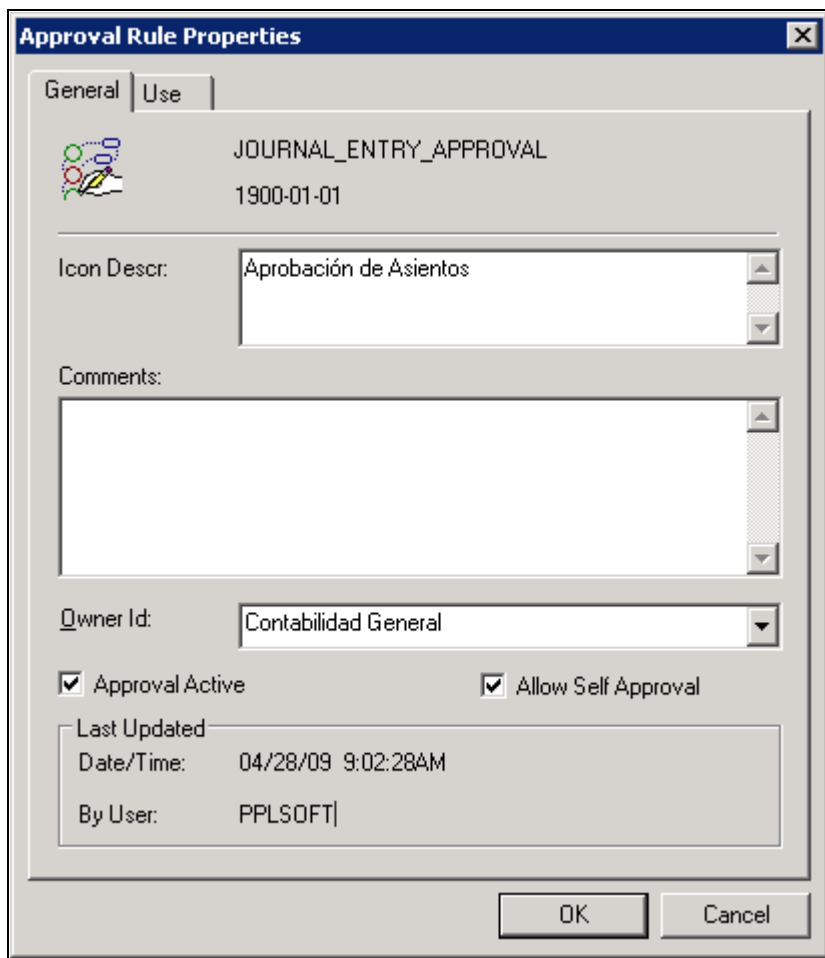 Approval Rule Properties
General
Use
JOURNAL_ENTRY_APPROVAL
1900-01-01
Icon Descr:
Aprobación de Asientos
Comments:
Owner Id:
Contabilidad General
Approval Active
Allow Self Approval
Last Updated
Date/Time: 04/28/09 9:02:28AM
By User: PPLSOFT
OK
Cancel